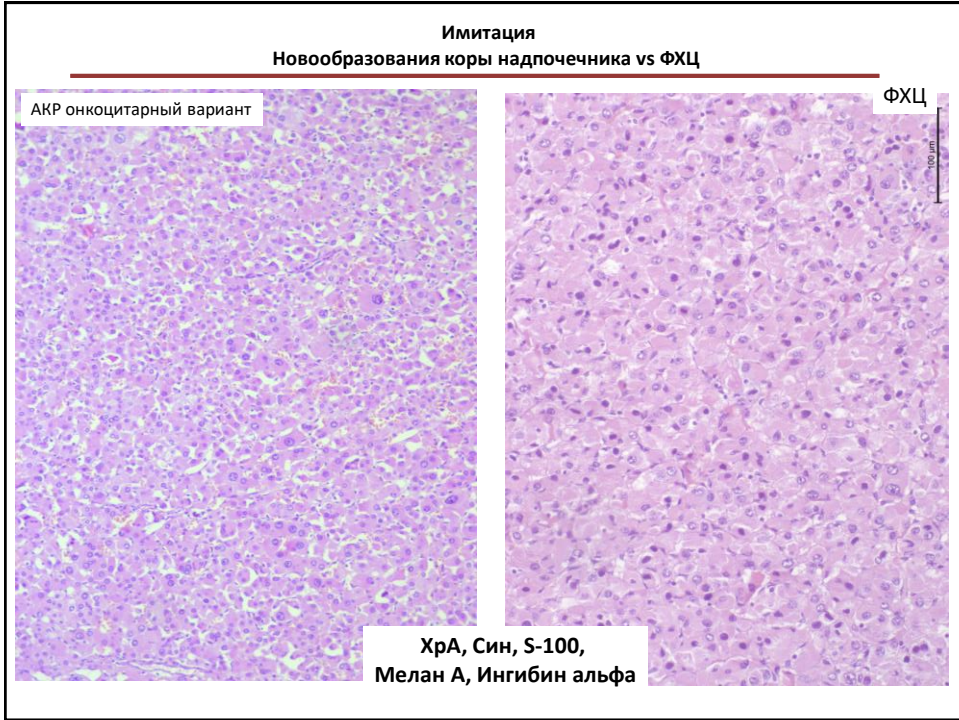 Имитация
Новообразования коры надпочечника vs ФХЦ
АКР онкоцитарный вариант
ФХЦ
100 µm
ХрА, Син, S-100,
Мелан А, Ингибин альфа